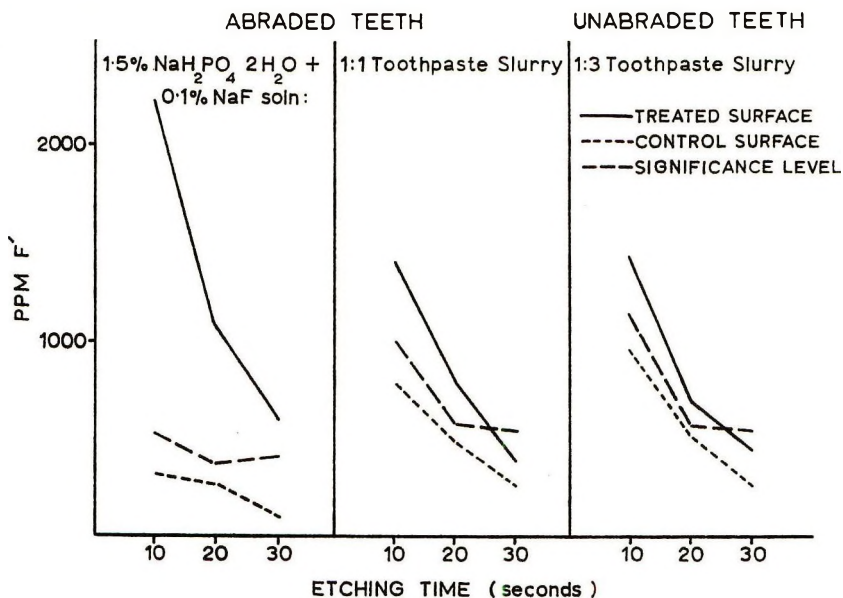 ABRADED TEETH
UNABRADED TEETH
1·5% NaH2PO4 2H2O +
0·1% NaF soln:
1:1 Toothpaste Slurry
1:3 Toothpaste Slurry
TREATED SURFACE
CONTROL SURFACE
SIGNIFICANCE LEVEL
2000
1000
PPM F'
10 20 30
10 20 30
10 20 30
ETCHING TIME (seconds)